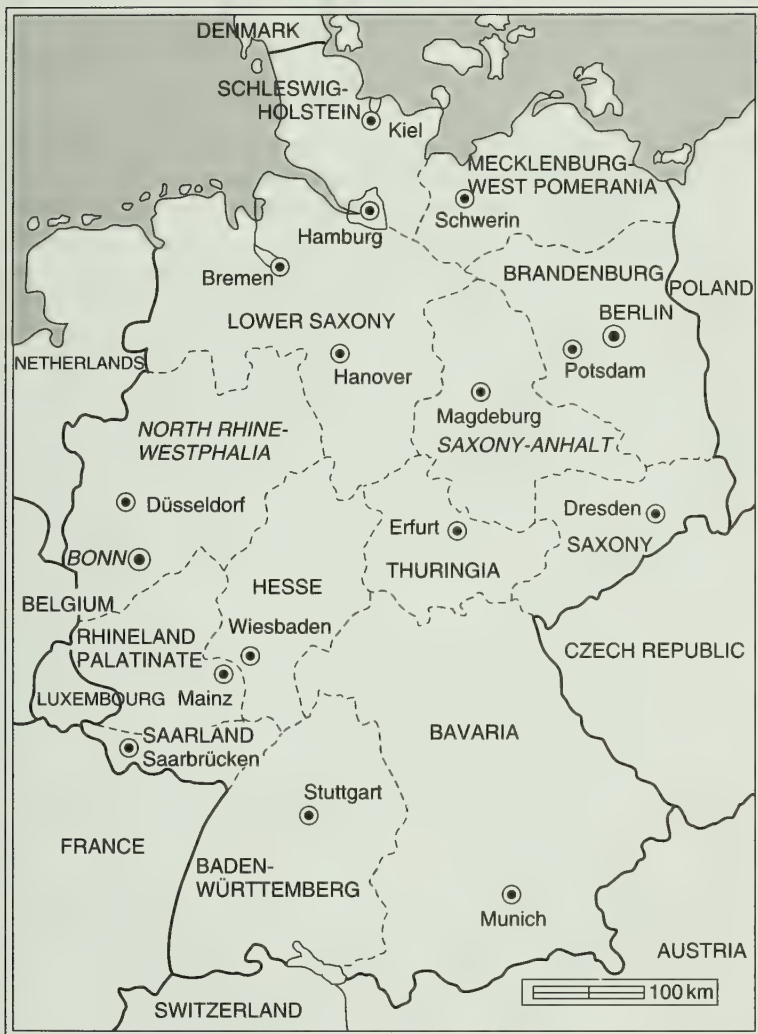 DENMARK
SCHLESWIG-
HOLSTEIN
Kiel
MECKLENBURG-
WEST POMERANIA
Schwerin
Hamburg
Bremen
BRANDENBURG
POLAND
BERLIN
LOWER SAXONY
NETHERLANDS
Hanover
Potsdam
Magdeburg
NORTH RHINE-
WESTPHALIA
SAXONY-ANHALT
Düsseldorf
Dresden
Erfurt
SAXONY
BONN
THURINGIA
HESSE
BELGIUM
Wiesbaden
RHINELAND
PALATINATE
CZECH REPUBLIC
LUXEMBOURG
Mainz
SAARLAND
Saarbrücken
BAVARIA
Stuttgart
FRANCE
BADEN-
WÜRTTEMBERG
Munich
AUSTRIA
100 km
SWITZERLAND